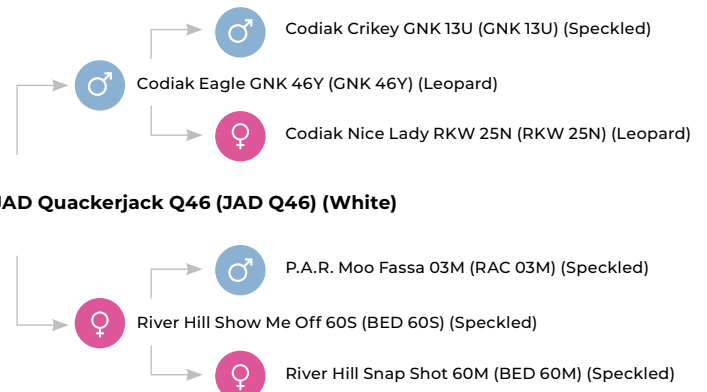 Codiak Crikey GNK 13U (GNK 13U) (Speckled)
Codiak Eagle GNK 46Y (GNK 46Y) (Leopard)
Codiak Nice Lady RKW 25N (RKW 25N) (Leopard)
JAD Quackerjack Q46 (JAD Q46) (White)
P.A.R. Moo Fassa 03M (RAC 03M) (Speckled)
River Hill Show Me Off 60S (BED 60S) (Speckled)
River Hill Snap Shot 60M (BED 60M) (Speckled)